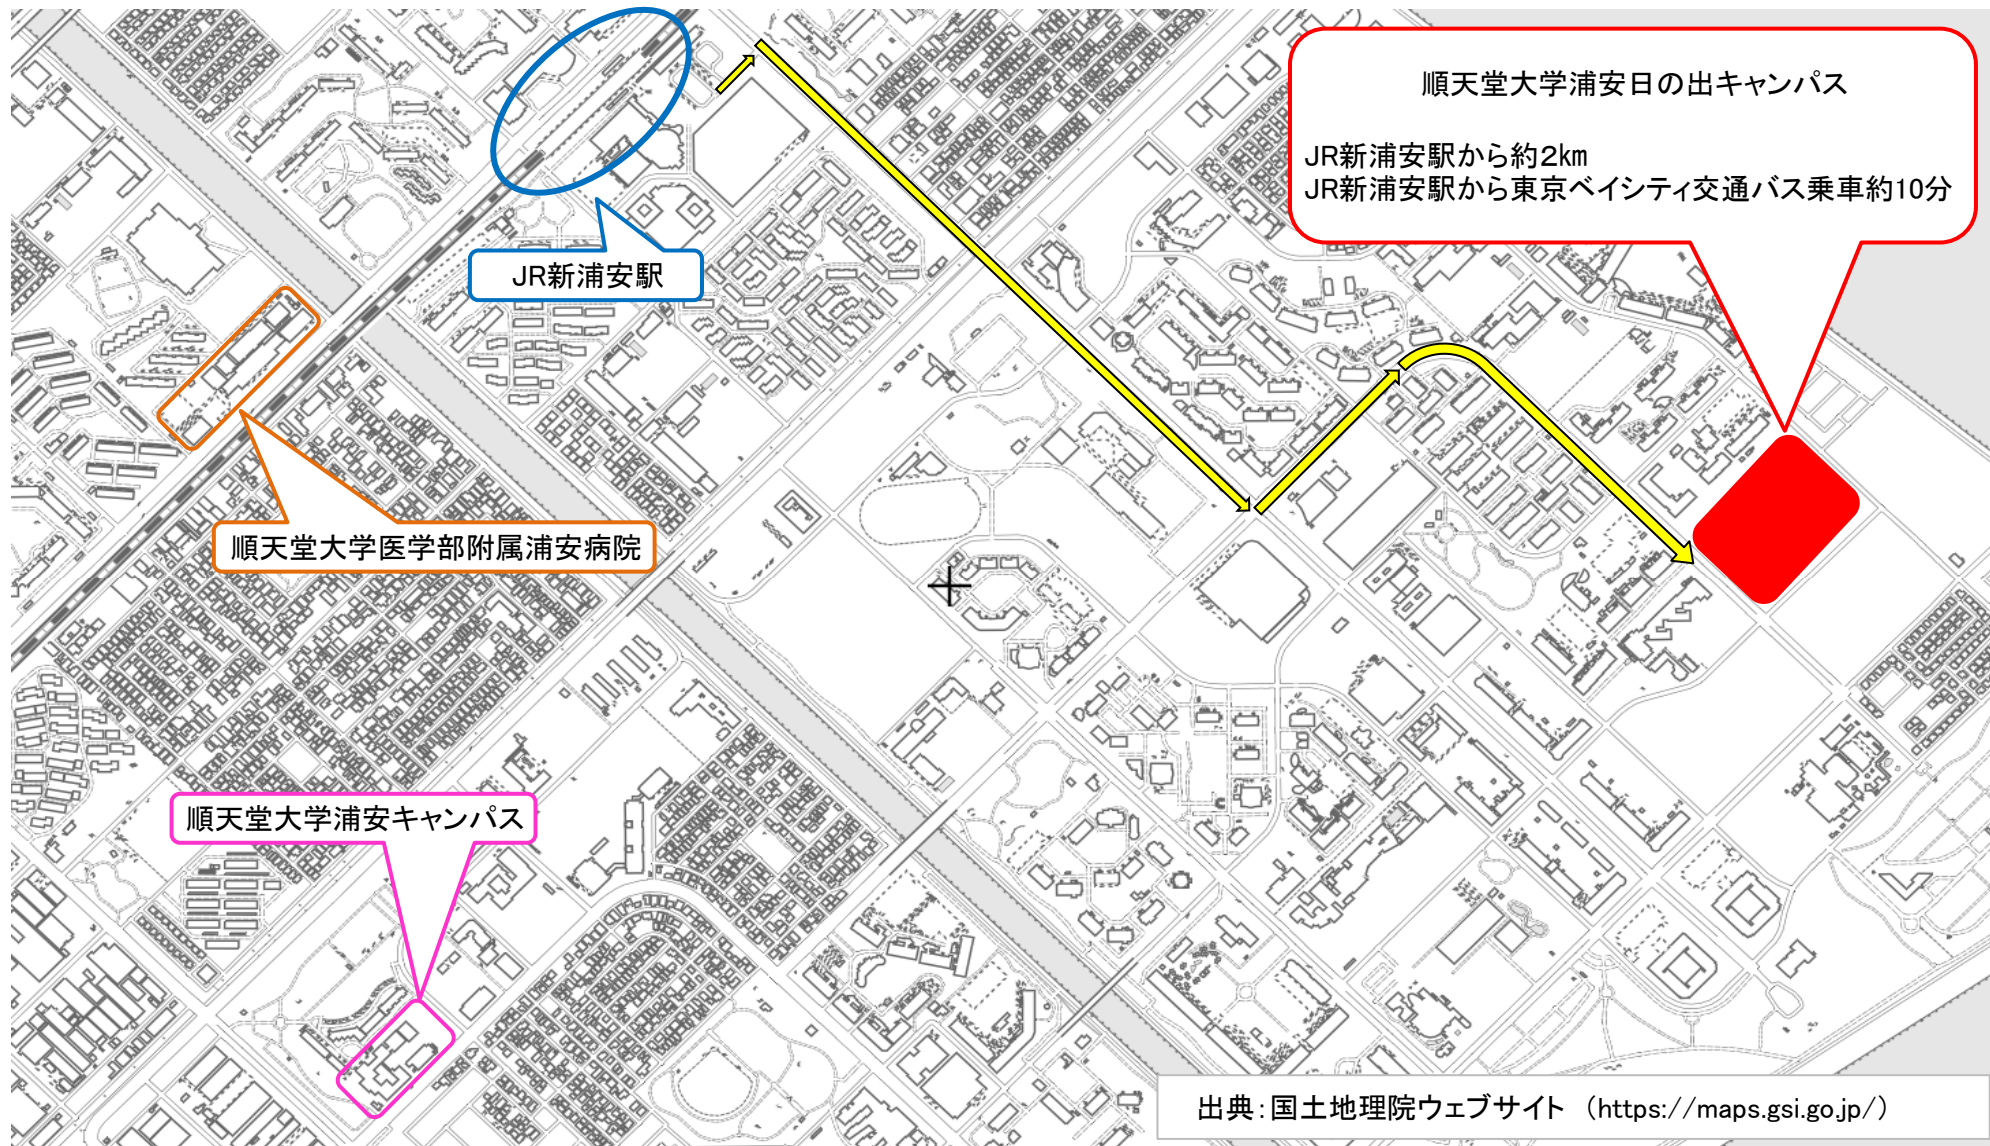 順天堂大学浦安日の出キャンパス
JR新浦安駅から約2km
JR新浦安駅から東京ベイシティ交通バス乗車約10分
JR新浦安駅
順天堂大学医学部附属浦安病院
順天堂大学浦安キャンパス
出典：国土地理院ウェブサイト （https://maps.gsi.go.jp/）